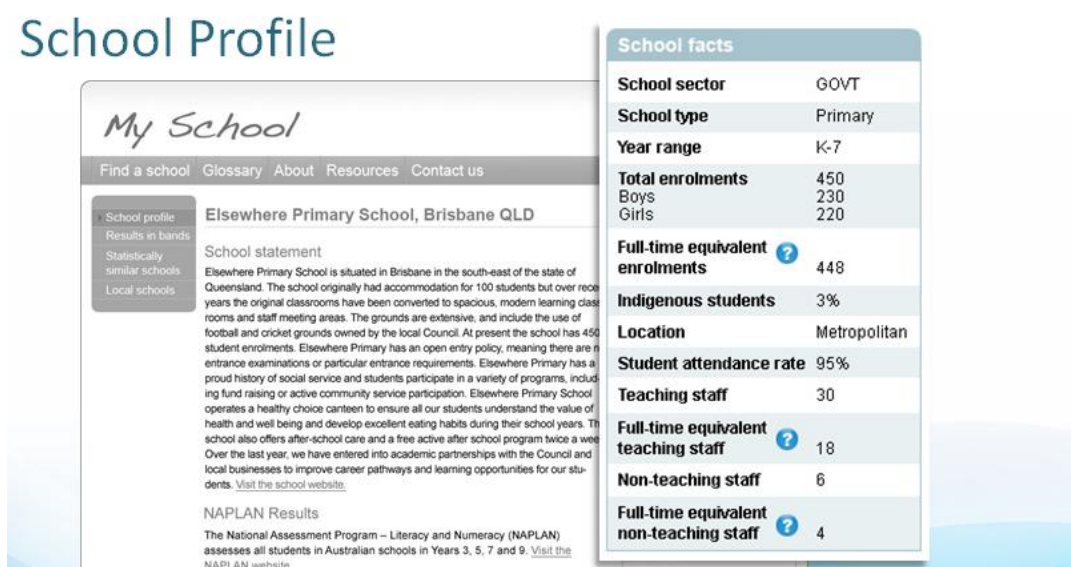 School Profile
My School
Find a school Glossary About Resources Contact us
School profile
Results in bands
Statistically
similar schools
Local schools
Elsewhere Primary School, Brisbane QLD
School statement
Elsewhere Primary School is situated in Brisbane in the south-east of the state of
Queensland. The school originally had accommodation for 100 students but over
years the original classrooms have been converted to spacious, modern learning class
rooms and staff meeting areas. The grounds are extensive, and include the use of
football and cricket grounds owned by the local Council. At present the school has 450
student enrolments. Elsewhere Primary has an open entry policy, meaning there are
entrance examinations or particular entrance requirements. Elsewhere Primary has a
proud history of social service and students participate in a variety of programs, includ-
ing fund raising or active community service participation. Elsewhere Primary School
operates a healthy choice canteen to ensure all our students understand the value of
health and well being and develop excellent eating habits during their school years.
school also offers after-school care and a free active after school program twice a
Over the last year, we have entered into academic partnerships with the Council and
local businesses to improve career pathways and learning opportunities for our stu-
dents. Visit the school website.
NAPLAN Results
The National Assessment Program – Literacy and Numeracy (NAPLAN)
assesses all students in Australian schools in Years 3, 5, 7 and 9. Visit the
NAPLAN website
School facts
School sector GOVT
School type Primary
Year range K-7
Total enrolments 450
Boys 230
Girls 220
Full-time equivalent ?
enrolments 448
Indigenous students 3%
Location Metropolitan
Student attendance rate 95%
Teaching staff 30
Full-time equivalent ?
teaching staff 18
Non-teaching staff 6
Full-time equivalent ?
non-teaching staff 4